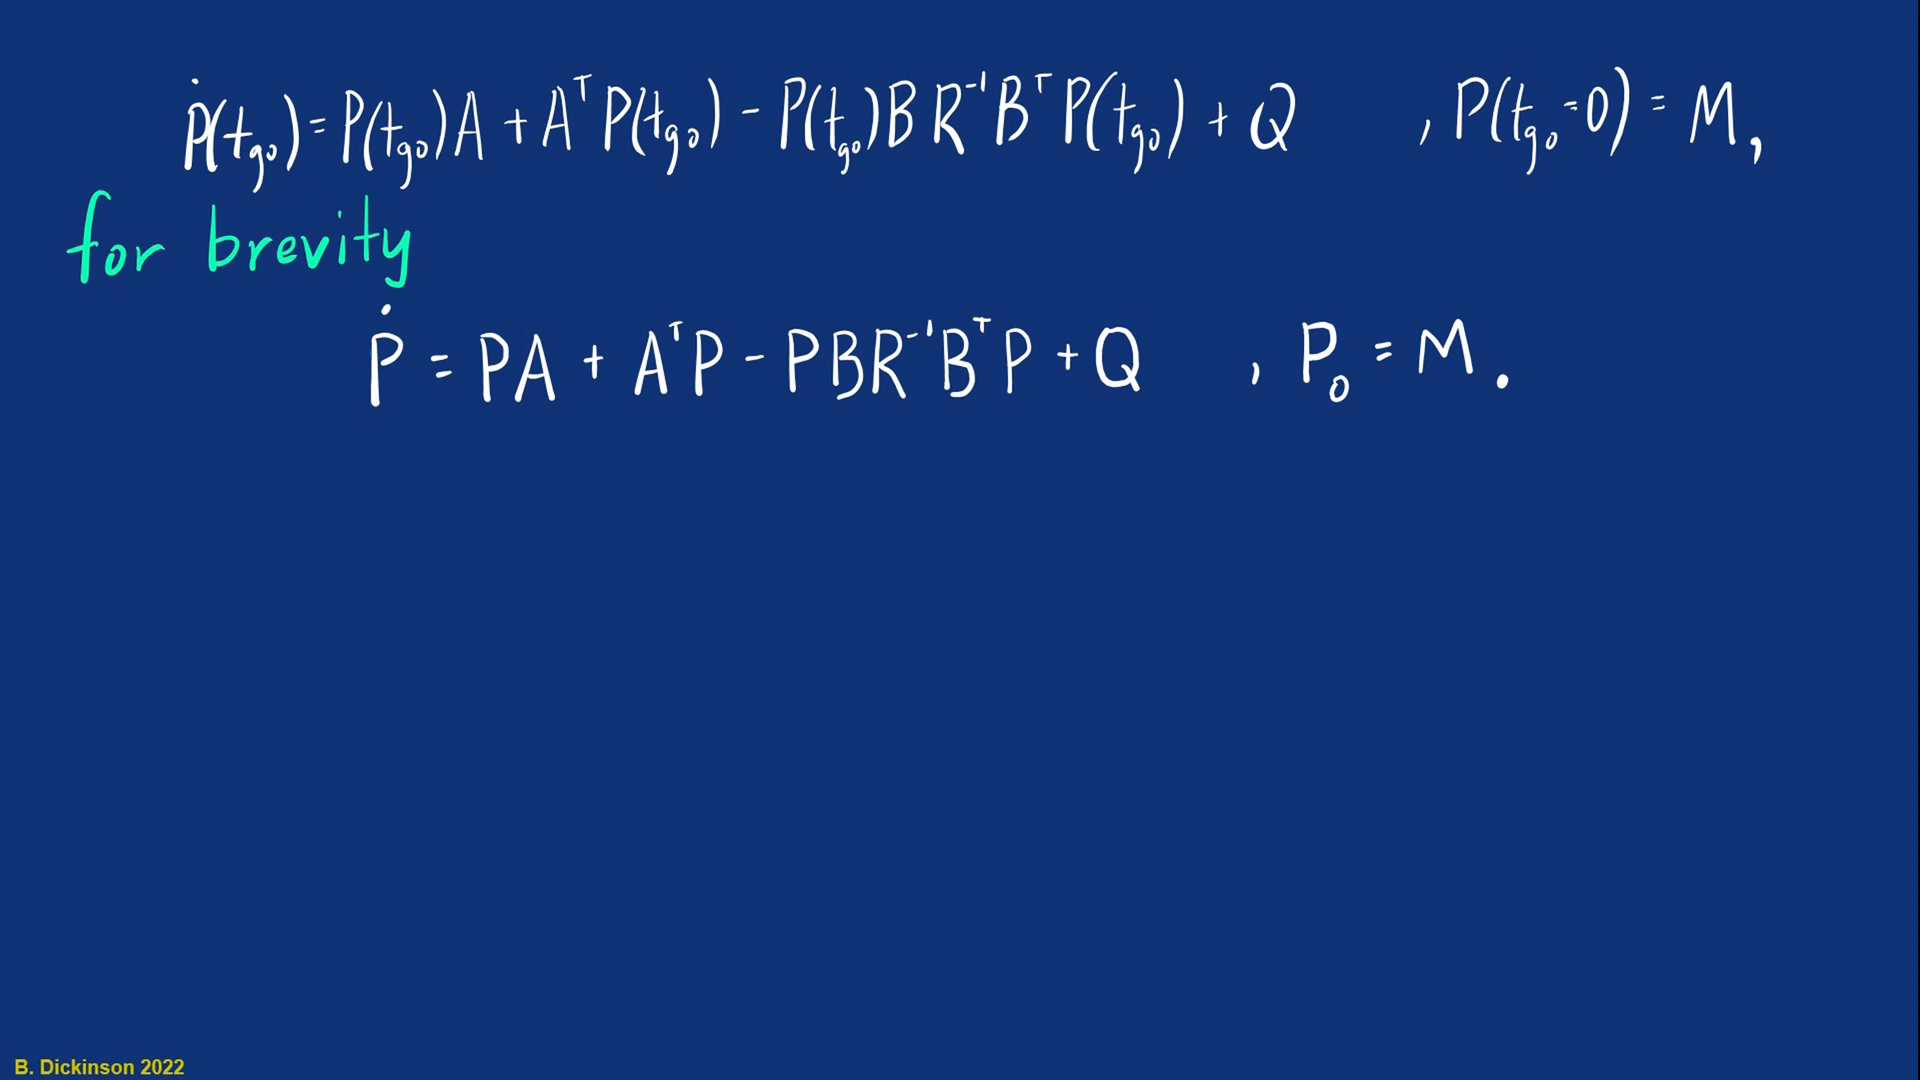 Ṗ(t_go) = P(t_go)A + AᵀP(t_go) - P(t_go)BR⁻¹BᵀP(t_go) + Q , P(t_go=0) = M,
for brevity
Ṗ = PA + AᵀP - PBR⁻¹BᵀP + Q , P₀ = M.
B. Dickinson 2022